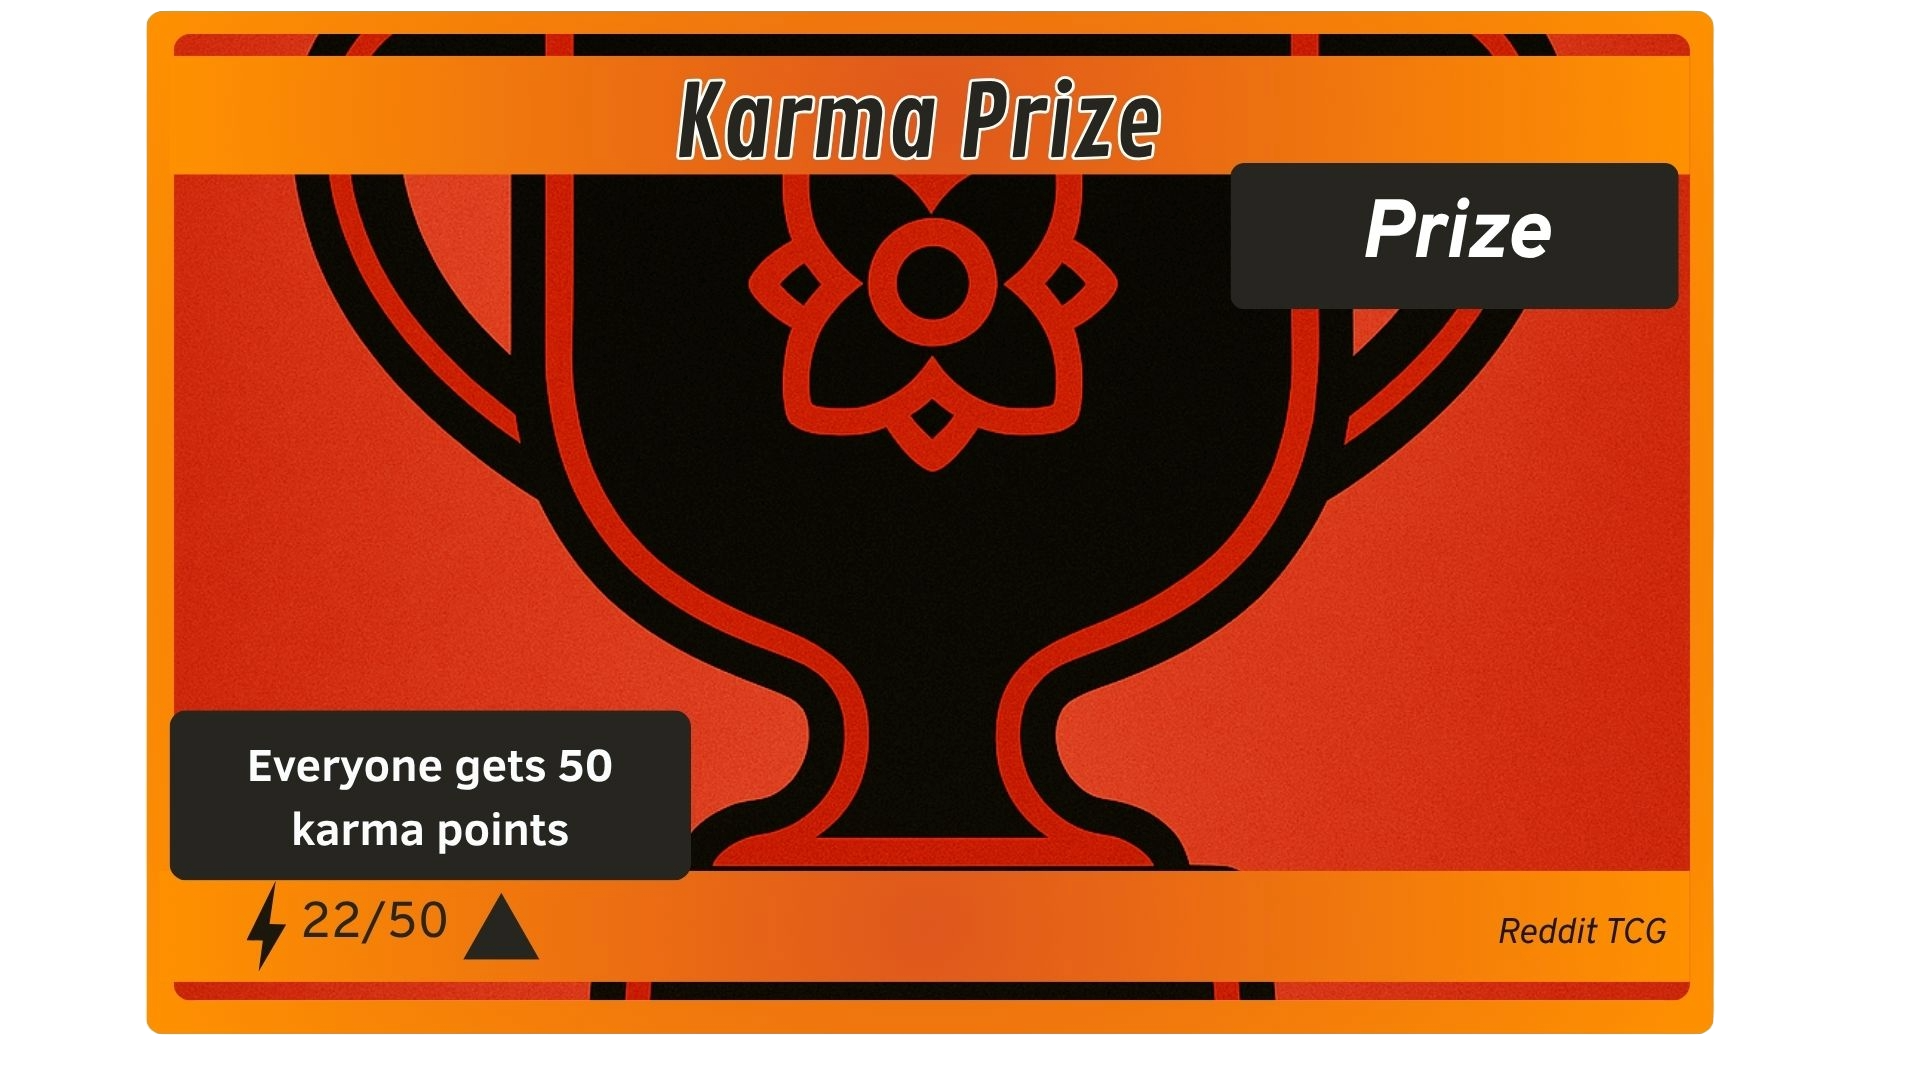 Karma Prize
Prize
Everyone gets 50
karma points
22/50
Reddit TCG